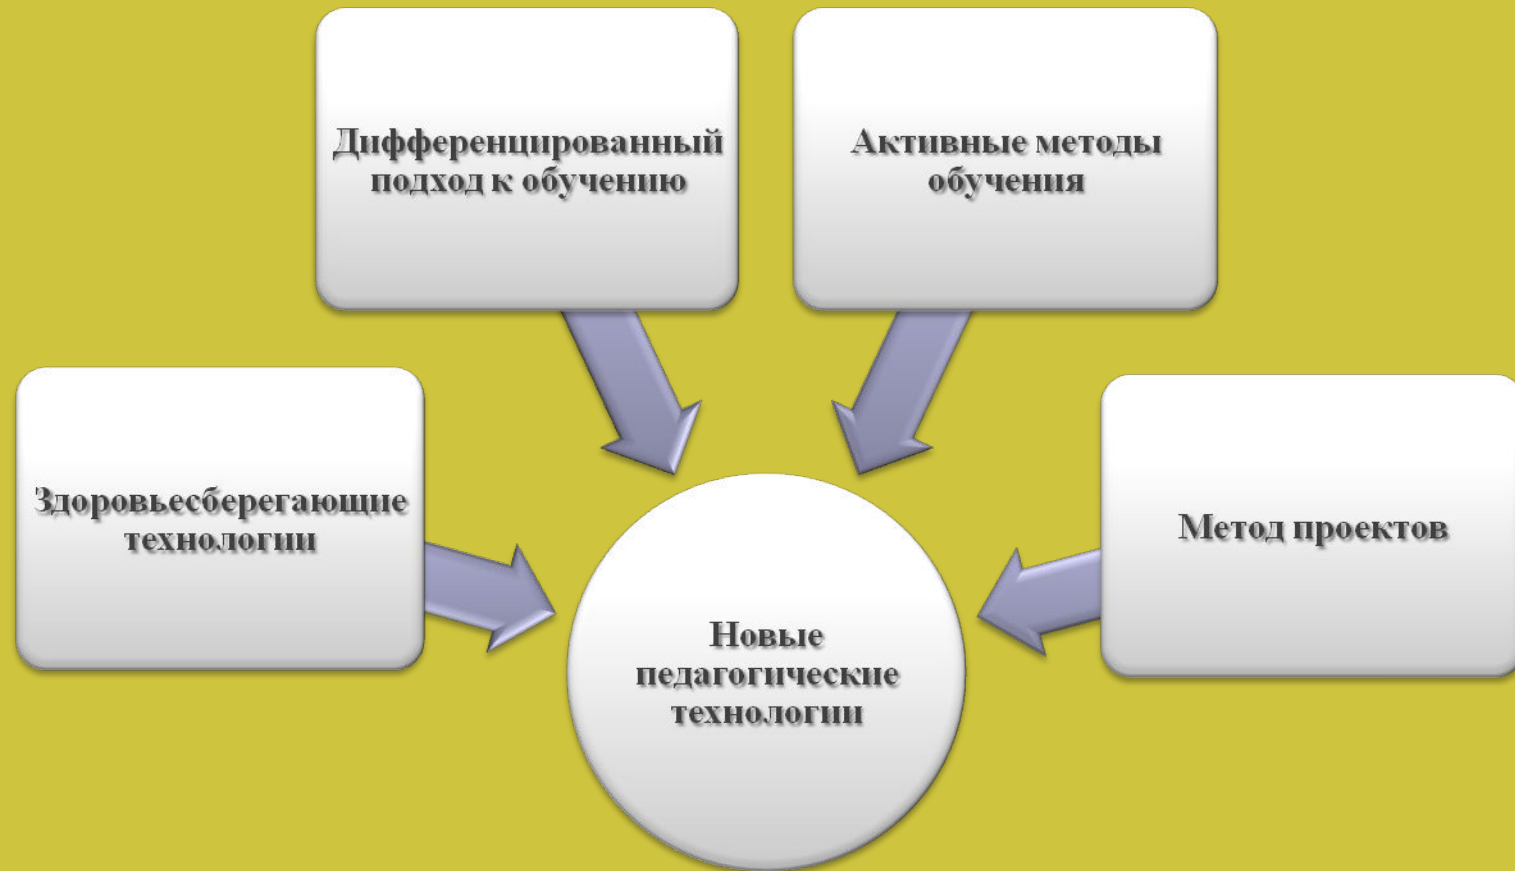 Дифференцированный
подход к обучению
Активные методы
обучения
Здоровьесберегающие
технологии
Метод проектов
Новые
педагогические
технологии